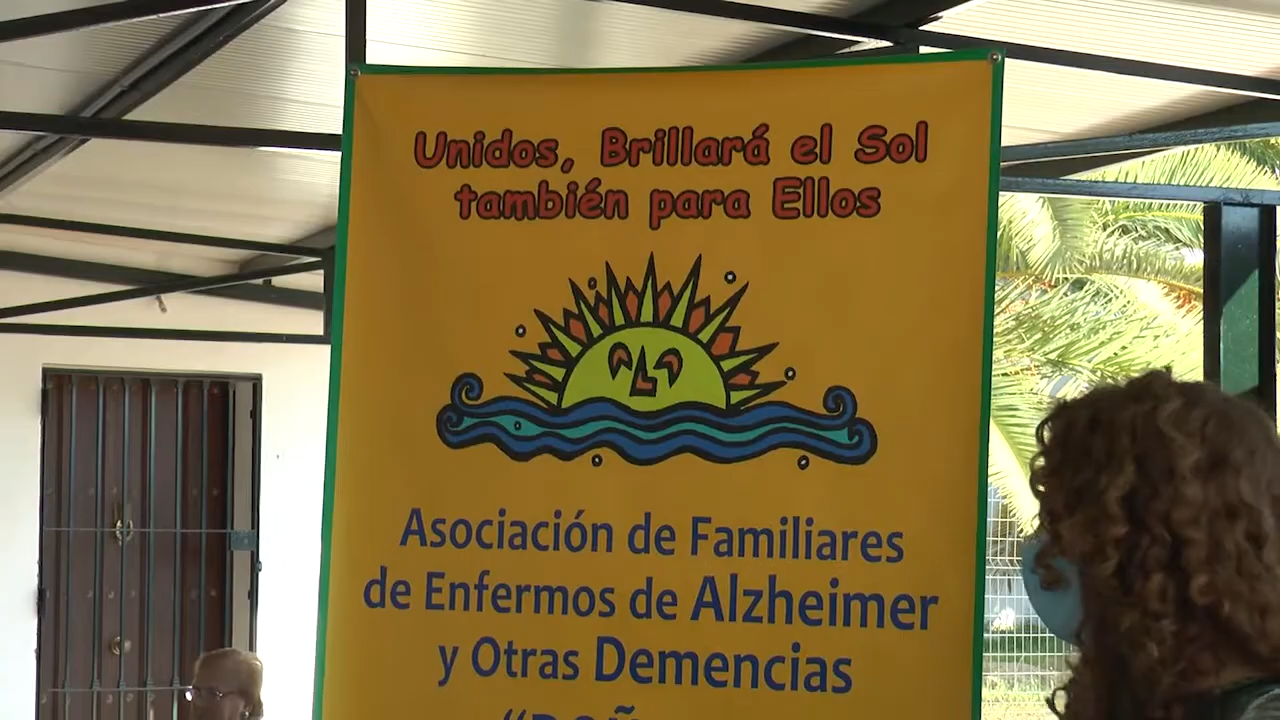 Unidos, Brillará el Sol
también para Ellos
Asociación de Familiares
de Enfermos de Alzheimer
y Otras Demencias